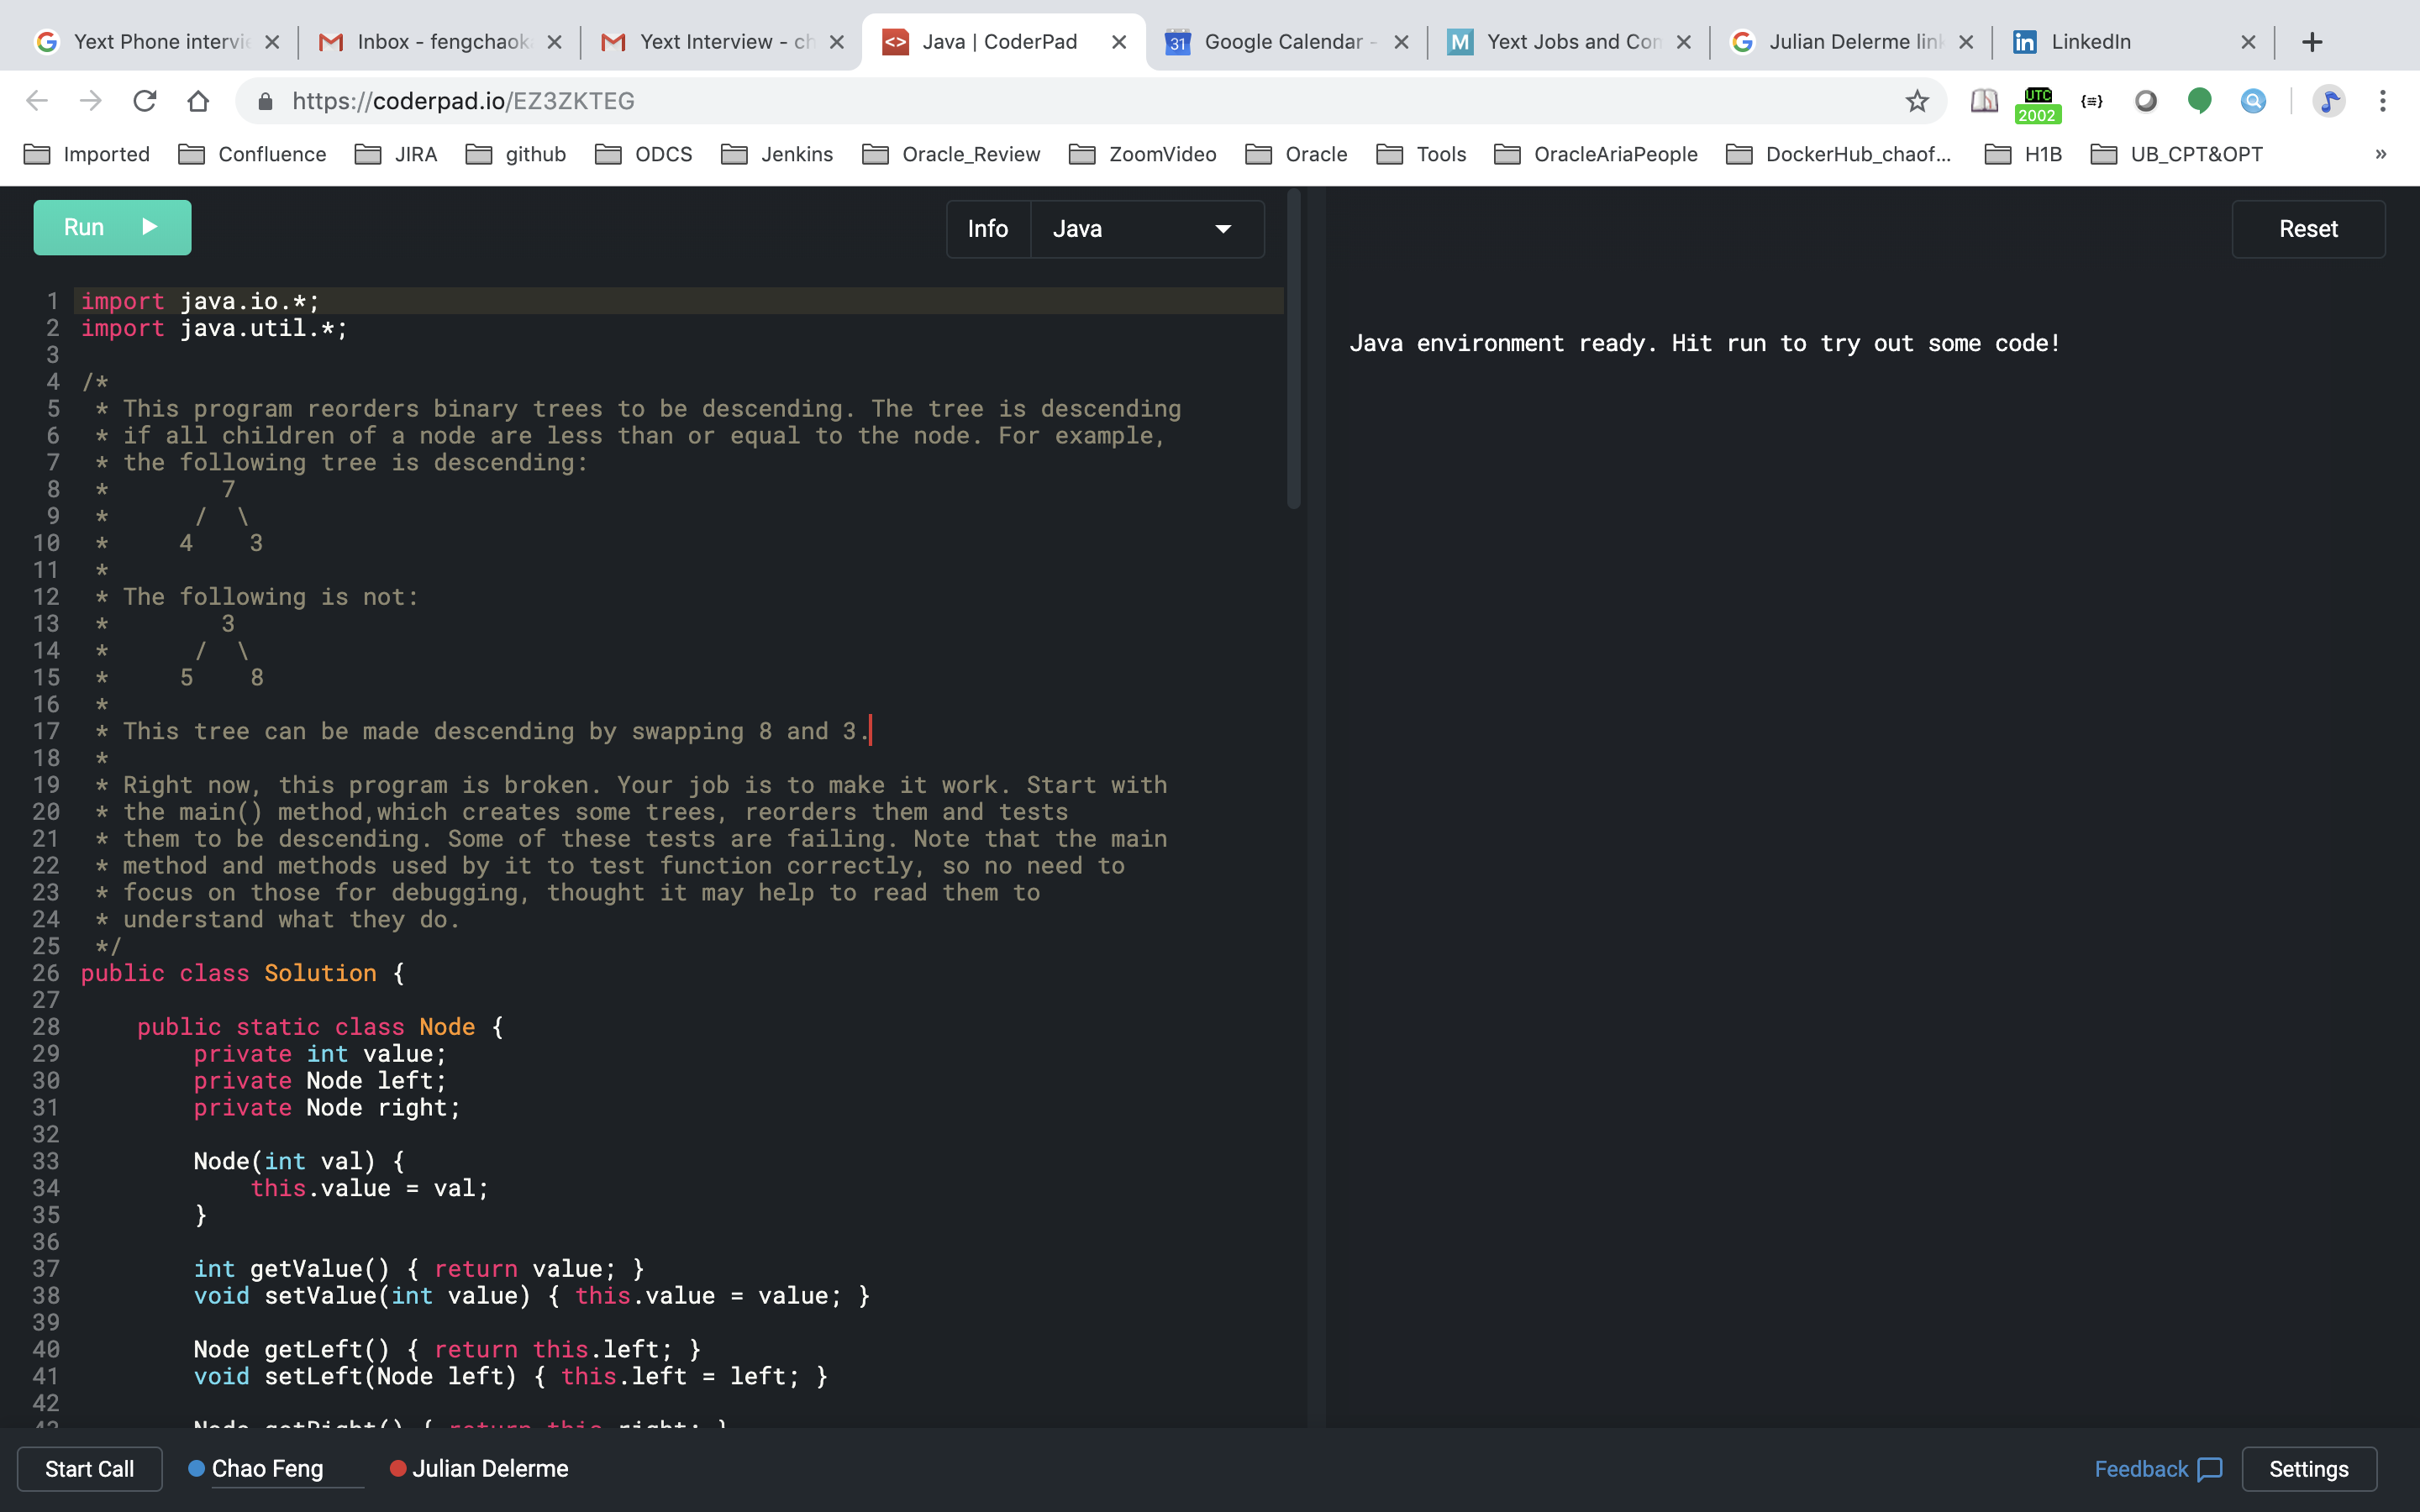 Yext Phone intervi
Inbox - fengchaok
Yext Interview - ch
Java | CoderPad
Google Calendar -
Yext Jobs and Con
Julian Delerme link
LinkedIn
https://coderpad.io/EZ3ZKTEG
UTC
2002
Imported Confluence JIRA github ODCS Jenkins Oracle_Review ZoomVideo Oracle Tools OracleAriaPeople DockerHub_chaof... H1B UB_CPT&OPT »
Run
Info
Java
Reset
1 import java.io.*;
2 import java.util.*;
3
4 /*
5 * This program reorders binary trees to be descending. The tree is descending
6 * if all children of a node are less than or equal to the node. For example,
7 * the following tree is descending:
8 * 7
9 * / \
10 * 4 3
11 *
12 * The following is not:
13 * 3
14 * / \
15 * 5 8
16 *
17 * This tree can be made descending by swapping 8 and 3.
18 *
19 * Right now, this program is broken. Your job is to make it work. Start with
20 * the main() method,which creates some trees, reorders them and tests
21 * them to be descending. Some of these tests are failing. Note that the main
22 * method and methods used by it to test function correctly, so no need to
23 * focus on those for debugging, thought it may help to read them to
24 * understand what they do.
25 */
26 public class Solution {
27
28 public static class Node {
29 private int value;
30 private Node left;
31 private Node right;
32
33 Node(int val) {
34 this.value = val;
35 }
36
37 int getValue() { return value; }
38 void setValue(int value) { this.value = value; }
39
40 Node getLeft() { return this.left; }
41 void setLeft(Node left) { this.left = left; }
42
43 Node getRight() { return this.right; }
Java environment ready. Hit run to try out some code!
Start Call
Chao Feng
Julian Delerme
Feedback
Settings